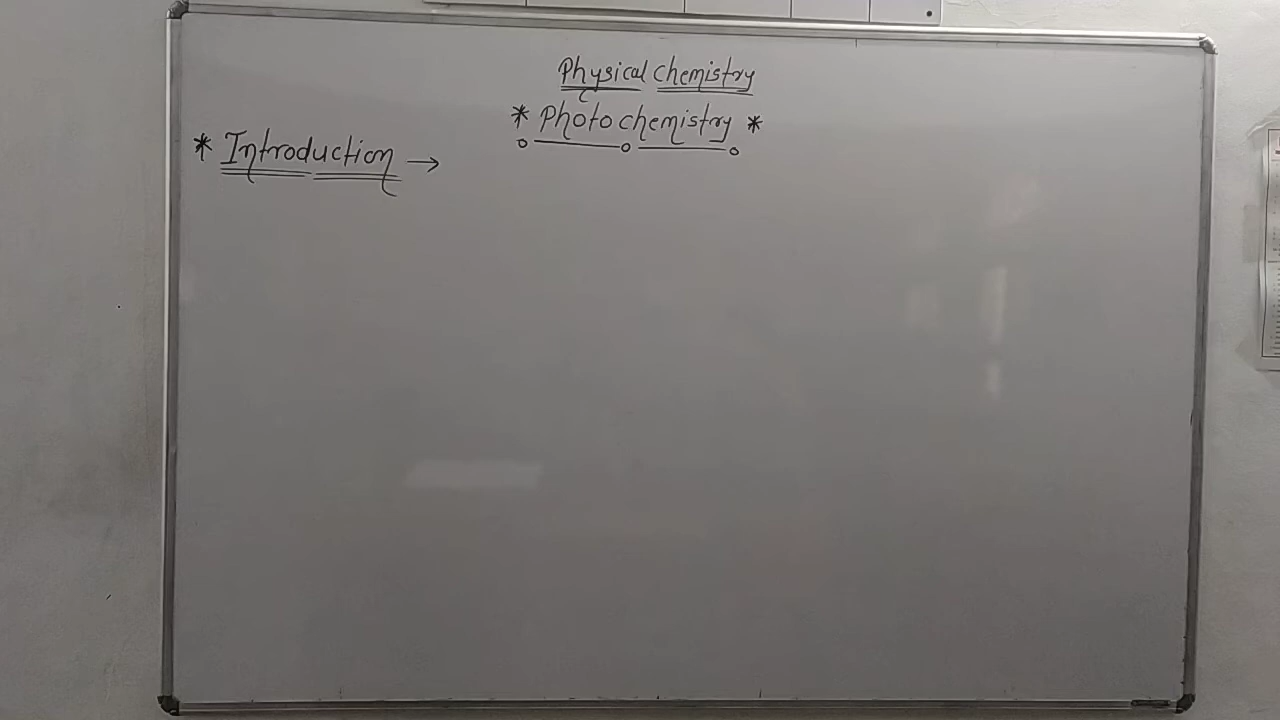 Physical Chemistry
* Photochemistry *
* Introduction →